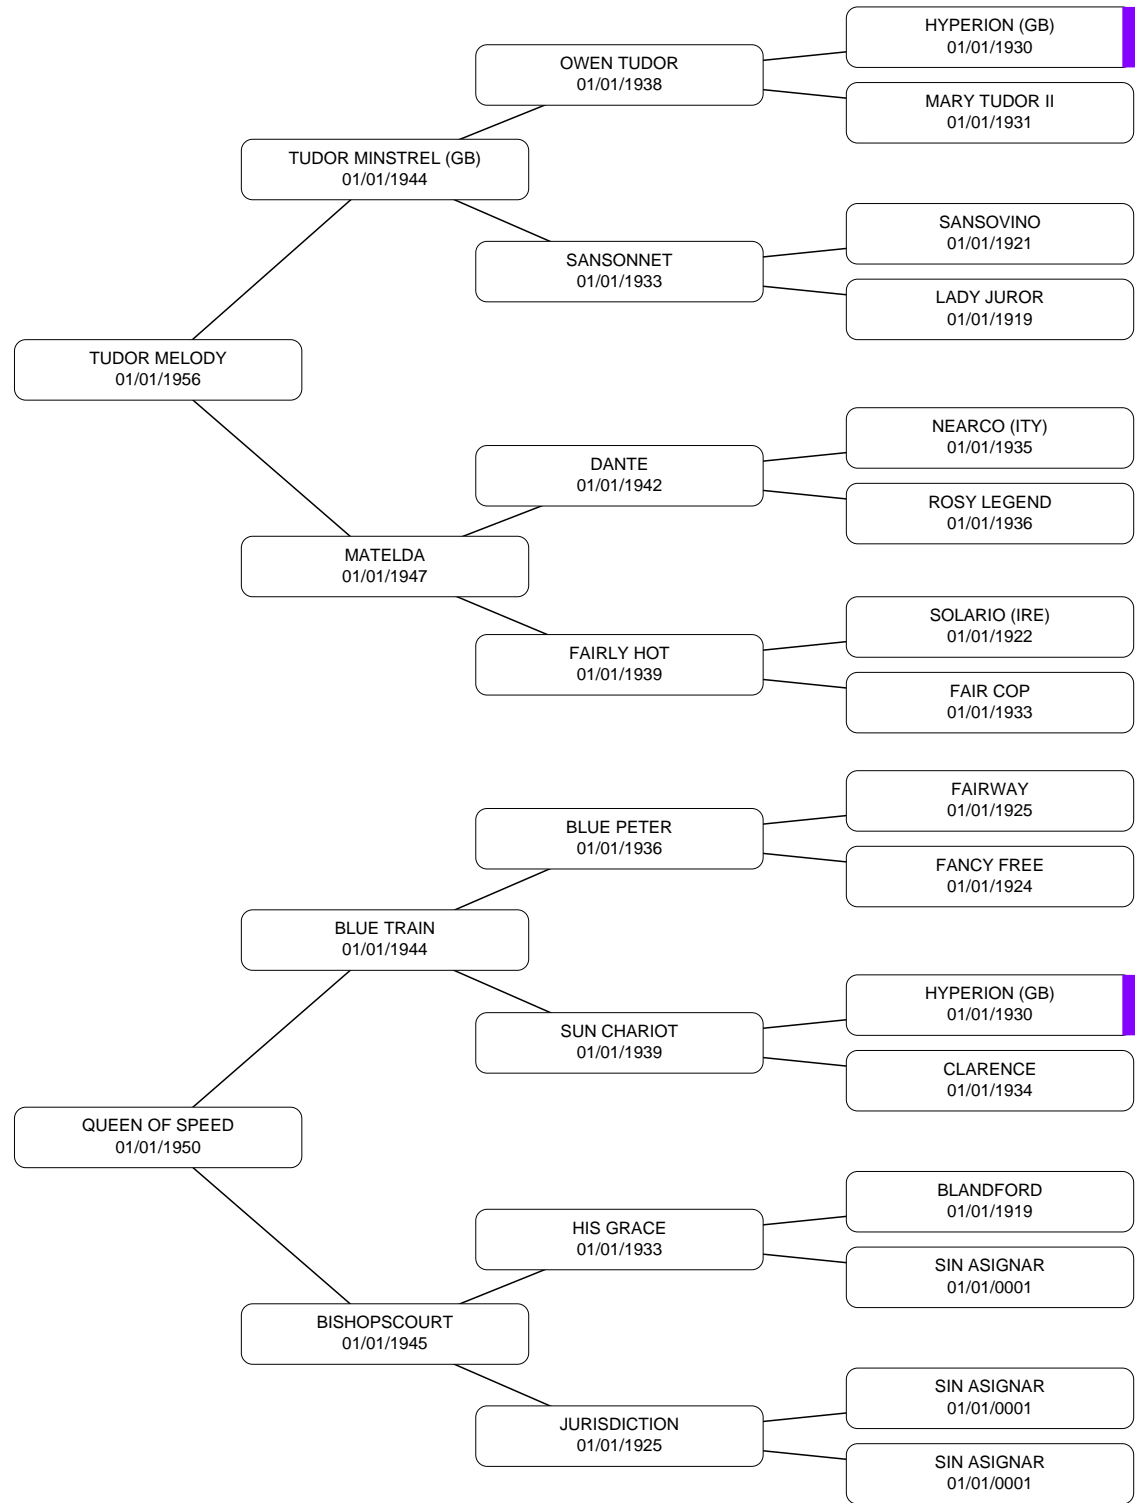 HYPERION (GB)
01/01/1930
OWEN TUDOR
01/01/1938
MARY TUDOR II
01/01/1931
TUDOR MINSTREL (GB)
01/01/1944
SANSOVINO
01/01/1921
SANSONNET
01/01/1933
LADY JUROR
01/01/1919
TUDOR MELODY
01/01/1956
NEARCO (ITY)
01/01/1935
DANTE
01/01/1942
ROSY LEGEND
01/01/1936
MATELDA
01/01/1947
SOLARIO (IRE)
01/01/1922
FAIRLY HOT
01/01/1939
FAIR COP
01/01/1933
FAIRWAY
01/01/1925
BLUE PETER
01/01/1936
FANCY FREE
01/01/1924
BLUE TRAIN
01/01/1944
HYPERION (GB)
01/01/1930
SUN CHARIOT
01/01/1939
CLARENCE
01/01/1934
QUEEN OF SPEED
01/01/1950
BLANDFORD
01/01/1919
HIS GRACE
01/01/1933
SIN ASIGNAR
01/01/0001
BISHOPSCOURT
01/01/1945
SIN ASIGNAR
01/01/0001
JURISDICTION
01/01/1925
SIN ASIGNAR
01/01/0001